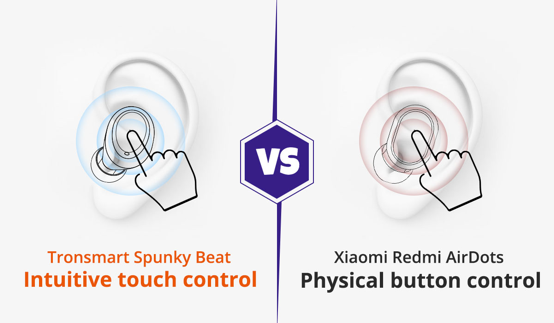 VS
Tronsmart Spunky Beat
Intuitive touch control
Xiaomi Redmi AirDots
Physical button control